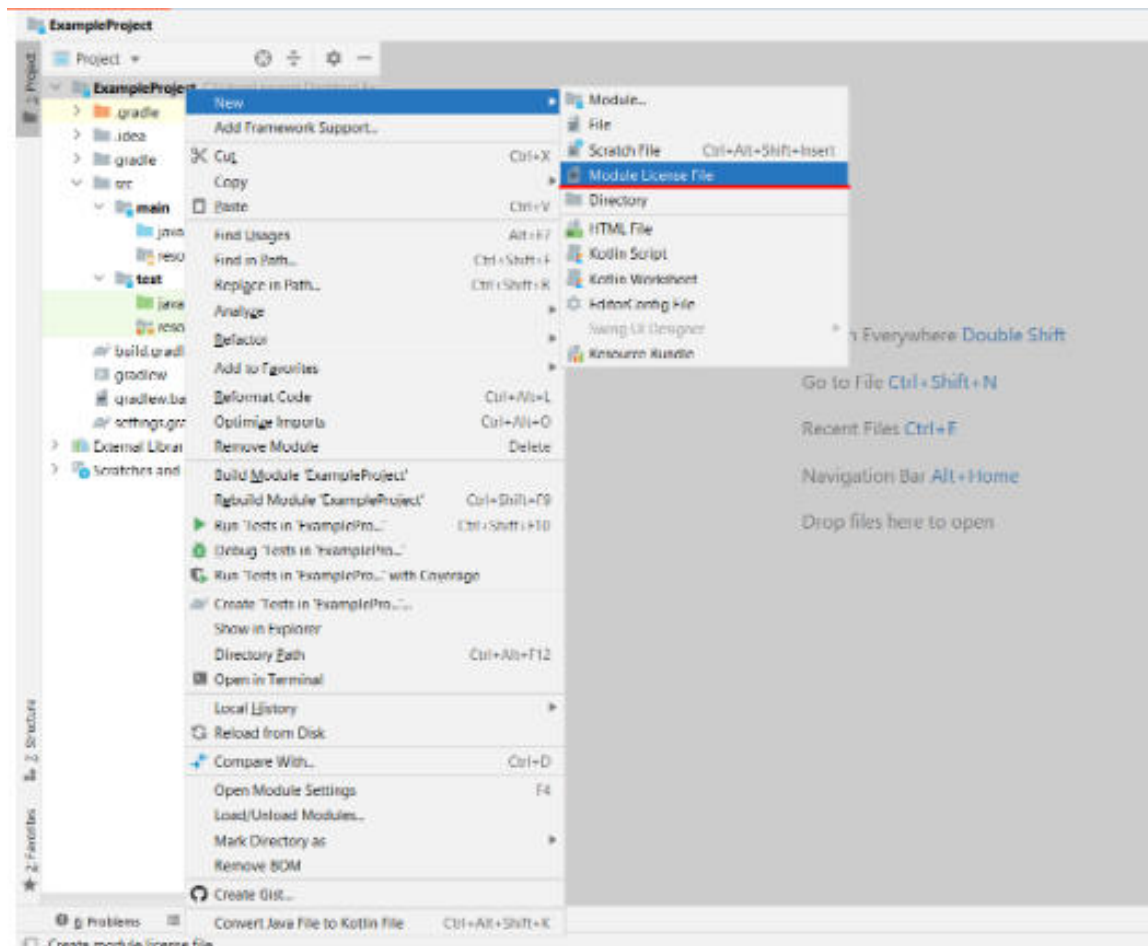 ExampleProject
Project
1: Project
ExampleProject
.gradle
.idea
gradle
src
main
java
reso
test
java
reso
build.gradl
gradlew
gradlew.ba
settings.gra
External Librar
Scratches and
New
Add Framework Support...
Cut Ctrl+X
Copy
Paste Ctrl+V
Find Usages Alt+F7
Find in Path... Ctrl+Shift+F
Replace in Path... Ctrl+Shift+R
Analyze
Refactor
Add to Favorites
Reformat Code Ctrl+Alt+L
Optimize Imports Ctrl+Alt+O
Remove Module Delete
Build Module 'ExampleProject'
Rebuild Module 'ExampleProject' Ctrl+Shift+F9
Run 'Tests in 'ExamplePro...' Ctrl+Shift+F10
Debug 'Tests in 'ExamplePro...'
Run 'Tests in 'ExamplePro...' with Coverage
Create 'Tests in 'ExamplePro...'...
Show in Explorer
Directory Path Ctrl+Alt+F12
Open in Terminal
Local History
Reload from Disk
Compare With... Ctrl+D
Open Module Settings F4
Load/Unload Modules...
Mark Directory as
Remove BOM
Create Gist...
Convert Java File to Kotlin File Ctrl+Alt+Shift+K
Module...
File
Scratch File Ctrl+Alt+Shift+Insert
Module License File
Directory
HTML File
Kotlin Script
Kotlin Worksheet
EditorConfig File
Swing UI Designer
Resource Bundle
Everywhere Double Shift
Go to File Ctrl+Shift+N
Recent Files Ctrl+E
Navigation Bar Alt+Home
Drop files here to open
Z: Structure
2: Favorites
6: Problems
Create module license file